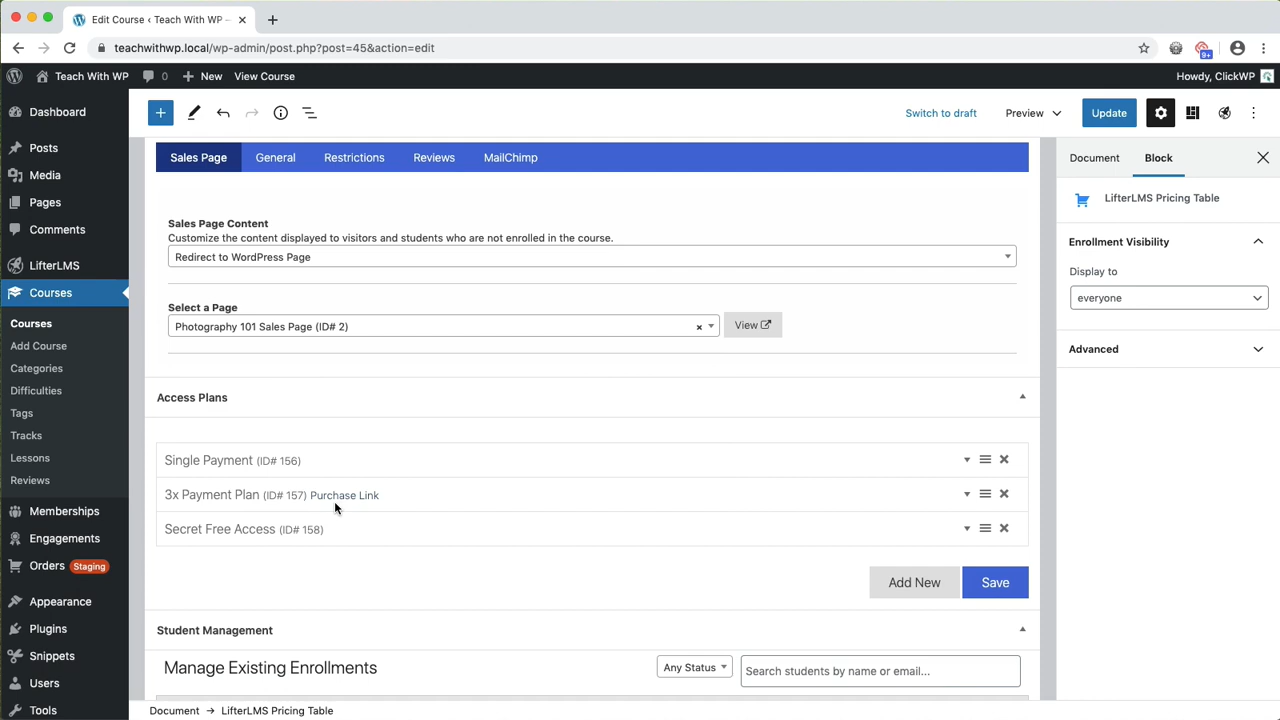 Edit Course ‹ Teach With WP –
teachwithwp.local/wp-admin/post.php?post=45&action=edit
9+
Teach With WP 0 New View Course Howdy, ClickWP
Dashboard
Posts
Media
Pages
Comments
LifterLMS
Courses
Courses
Add Course
Categories
Difficulties
Tags
Tracks
Lessons
Reviews
Memberships
Engagements
Orders Staging
Appearance
Plugins
Snippets
Users
Tools
Switch to draft Preview Update
Sales Page General Restrictions Reviews MailChimp
Sales Page Content
Customize the content displayed to visitors and students who are not enrolled in the course.
Redirect to WordPress Page
Select a Page
Photography 101 Sales Page (ID# 2) × View
Access Plans
Single Payment (ID# 156)
3x Payment Plan (ID# 157) Purchase Link
Secret Free Access (ID# 158)
Add New Save
Student Management
Manage Existing Enrollments Any Status Search students by name or email...
Document → LifterLMS Pricing Table
Document Block
LifterLMS Pricing Table
Enrollment Visibility
Display to
everyone
Advanced